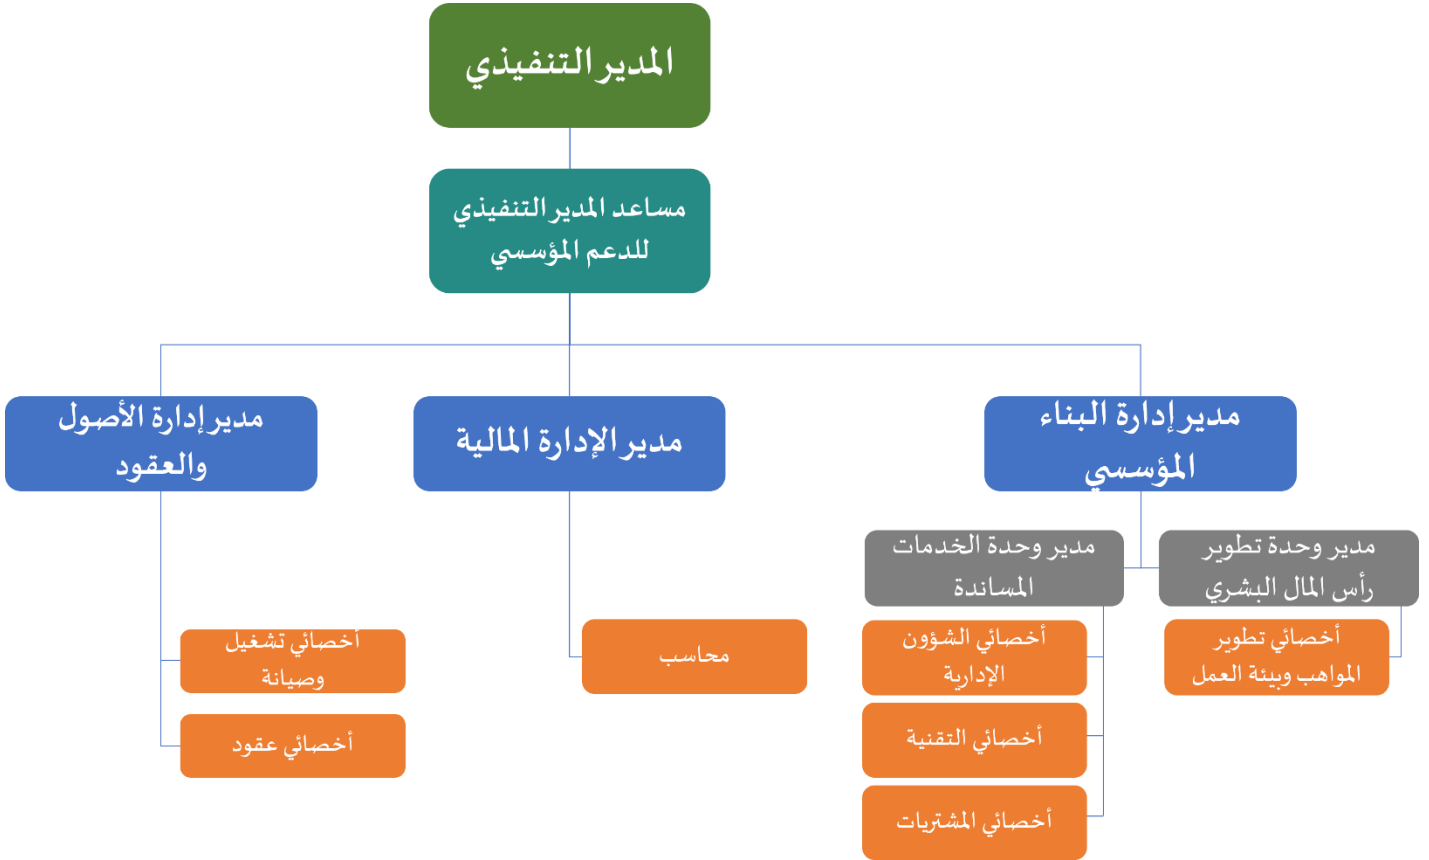 المدير التنفيذي
مساعد المدير التنفيذي
للدعم المؤسسي
مدير إدارة البناء
المؤسسي
مدير الإدارة المالية
مدير إدارة الأصول
والعقود
مدير وحدة تطوير
رأس المال البشري
مدير وحدة الخدمات
المساندة
أخصائي تطوير
المواهب وبيئة العمل
أخصائي الشؤون
الإدارية
أخصائي التقنية
أخصائي المشتريات
محاسب
أخصائي تشغيل
وصيانة
أخصائي عقود